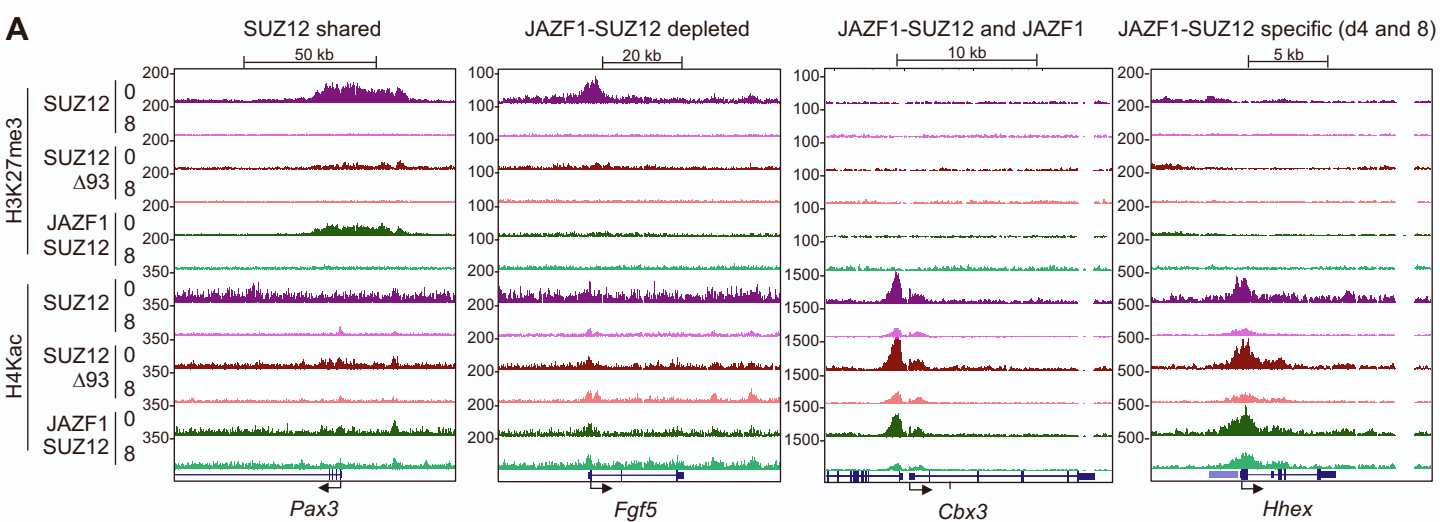 A
SUZ12 shared
JAZF1-SUZ12 depleted
JAZF1-SUZ12 and JAZF1
JAZF1-SUZ12 specific (d4 and 8)
50 kb
20 kb
10 kb
5 kb
H3K27me3
SUZ12
0
8
SUZ12
Δ93
0
8
JAZF1
SUZ12
0
8
H4Kac
SUZ12
0
8
SUZ12
Δ93
0
8
JAZF1
SUZ12
0
8
200
200
200
200
200
200
350
350
350
350
350
350
100
100
100
100
100
100
200
200
200
200
200
200
100
100
100
100
100
100
1500
1500
1500
1500
1500
1500
200
200
200
200
200
200
500
500
500
500
500
500
Pax3
Fgf5
Cbx3
Hhex